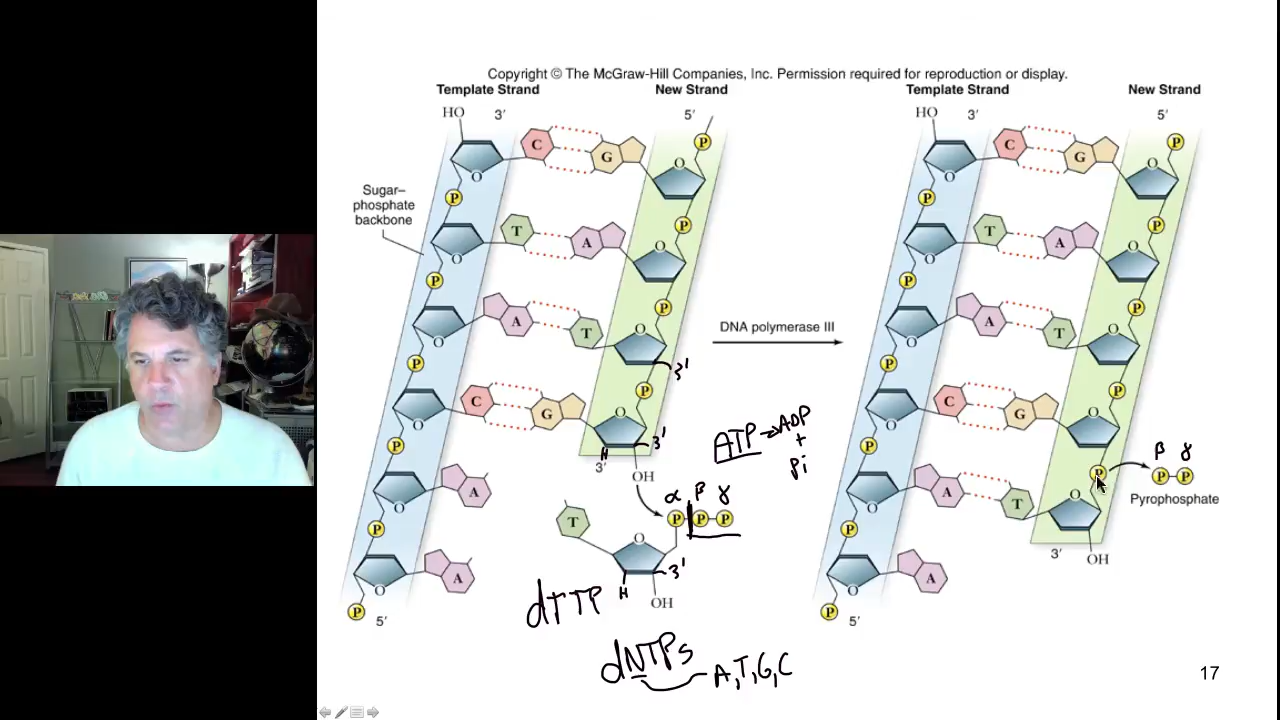 Copyright © The McGraw-Hill Companies, Inc. Permission required for reproduction or display.
Template Strand
New Strand
HO 3′ 5′
C G P
O O
Sugar–
phosphate
backbone
P
T A P
O O
P
A T P
O O
3'
P
C G P
O O
3'
H
3′
OH
P
A
O
α β γ
T P P P
O
3'
H
OH
P
A
O
P 5′
dTTP
dNTPs
A, T, G, C
ATP → ADP
+
Pi
DNA polymerase III
Template Strand
New Strand
HO 3′ 5′
C G P
O O
P
T A P
O O
P
A T P
O O
P
C G P
O O
P
A T P
O O
β γ
P P
Pyrophosphate
3′
OH
P
A
O
P 5′
17